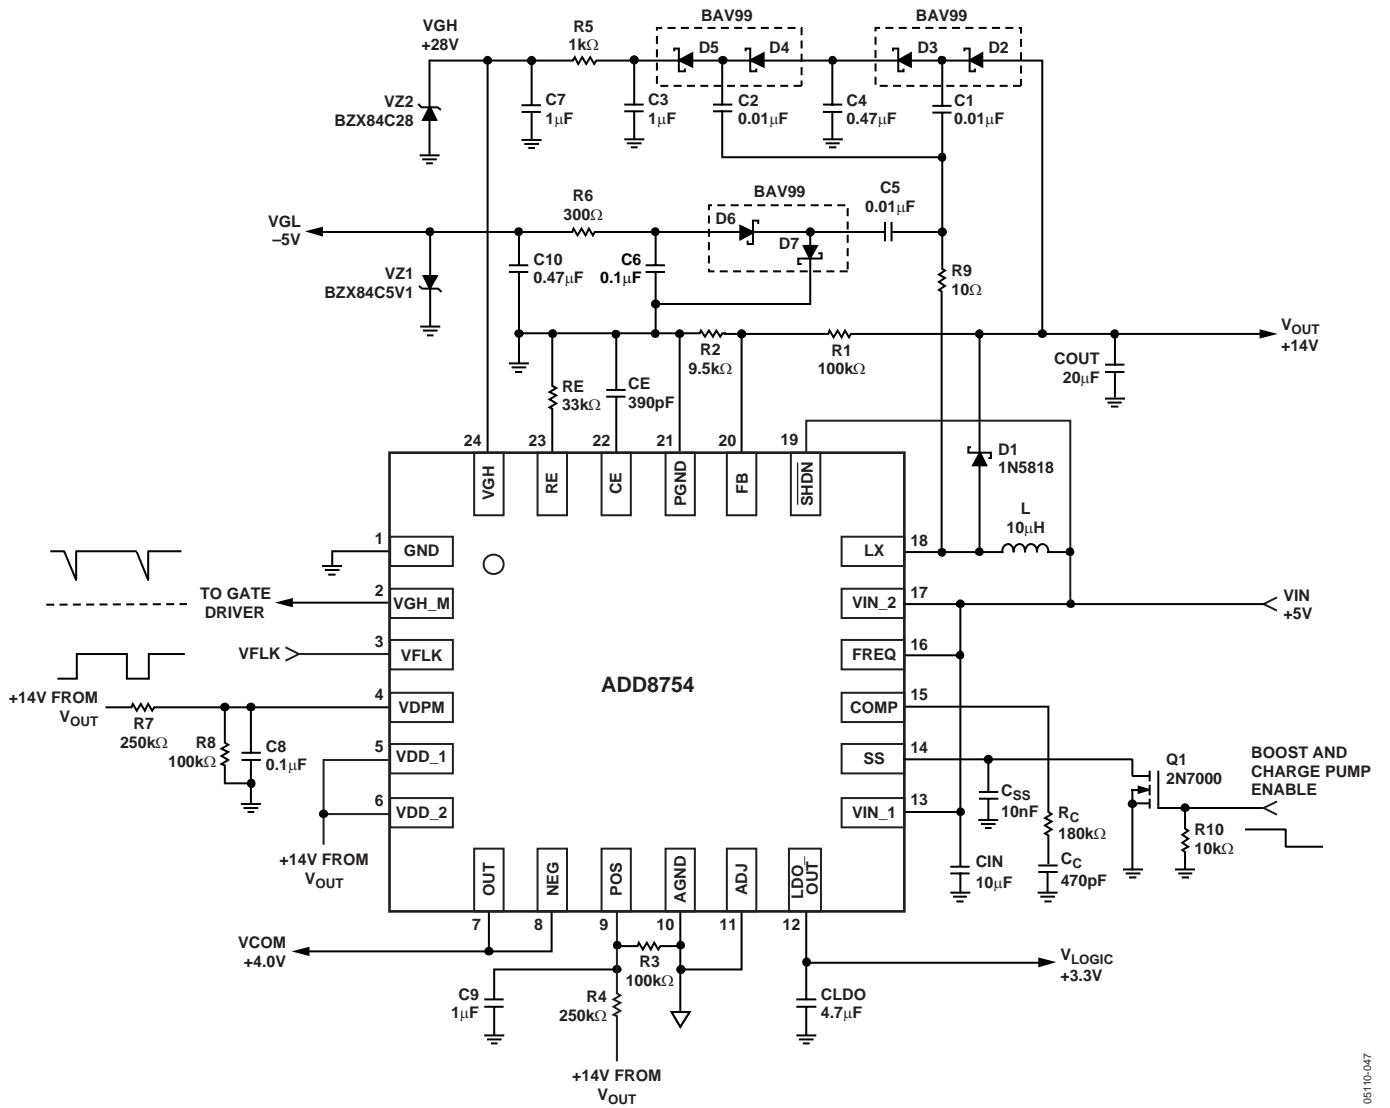 VGH
+28V
R5
1kΩ
BAV99
BAV99
D5
D4
D3
D2
VZ2
BZX84C28
C7
1μF
C3
1μF
C2
0.01μF
C4
0.47μF
C1
0.01μF
VGL
–5V
R6
300Ω
BAV99
C5
0.01μF
D6
D7
VZ1
BZX84C5V1
C10
0.47μF
C6
0.1μF
R9
10Ω
R2
9.5kΩ
R1
100kΩ
VOUT
+14V
COUT
20μF
RE
33kΩ
CE
390pF
D1
1N5818
L
10μH
24
23
22
21
20
19
VGH
RE
CE
PGND
FB
SHDN
1
GND
2
VGH_M
TO GATE
DRIVER
3
VFLK
VFLK
+14V FROM
VOUT
4
VDPM
R7
250kΩ
R8
100kΩ
C8
0.1μF
5
VDD_1
6
VDD_2
+14V FROM
VOUT
ADD8754
18
LX
17
VIN_2
VIN
+5V
16
FREQ
15
COMP
14
SS
13
VIN_1
CSS
10nF
RC
180kΩ
CC
470pF
CIN
10μF
Q1
2N7000
BOOST AND
CHARGE PUMP
ENABLE
R10
10kΩ
OUT
NEG
POS
AGND
ADJ
LDO_
OUT
7
8
9
10
11
12
VCOM
+4.0V
R3
100kΩ
C9
1μF
R4
250kΩ
+14V FROM
VOUT
CLDO
4.7μF
VLOGIC
+3.3V
05110-047